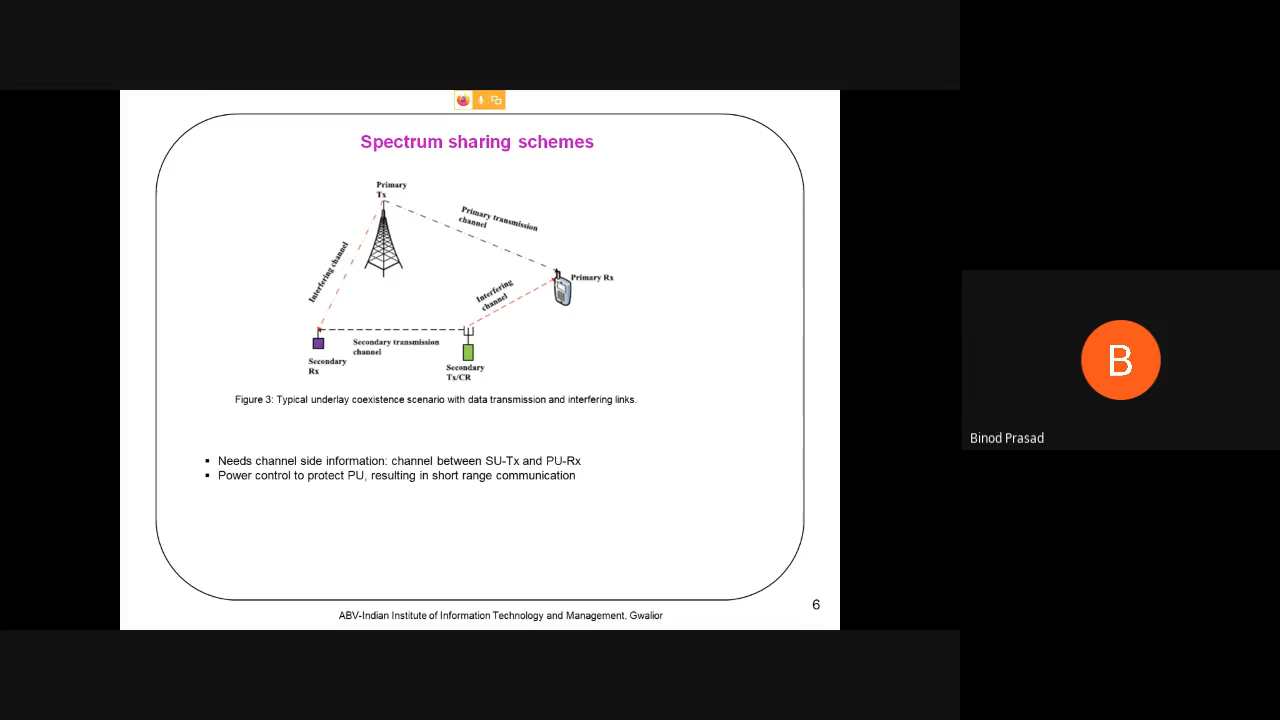 Spectrum sharing schemes
Primary
Tx
Primary transmission
channel
Interfering channel
Interfering
channel
Primary Rx
Secondary transmission
channel
Secondary
Rx
Secondary
Tx/CR
Figure 3: Typical underlay coexistence scenario with data transmission and interfering links.
▪ Needs channel side information: channel between SU-Tx and PU-Rx
▪ Power control to protect PU, resulting in short range communication
ABV-Indian Institute of Information Technology and Management, Gwalior
6
B
Binod Prasad